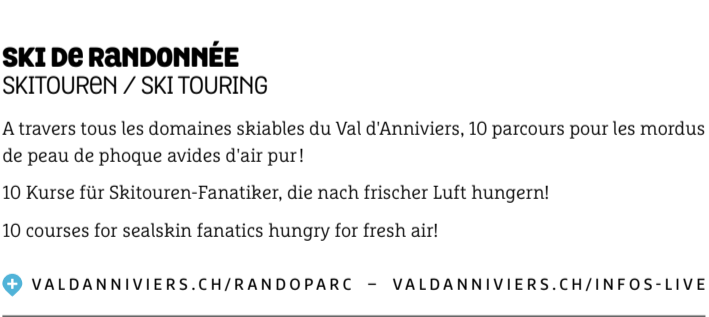 SKI DE RANDONNÉE
SKITOUREN / SKI TOURING
A travers tous les domaines skiables du Val d'Anniviers, 10 parcours pour les mordus
de peau de phoque avides d'air pur !
10 Kurse für Skitouren-Fanatiker, die nach frischer Luft hungern!
10 courses for sealskin fanatics hungry for fresh air!
VALDANNIVIERS.CH/RANDOPARC – VALDANNIVIERS.CH/INFOS-LIVE